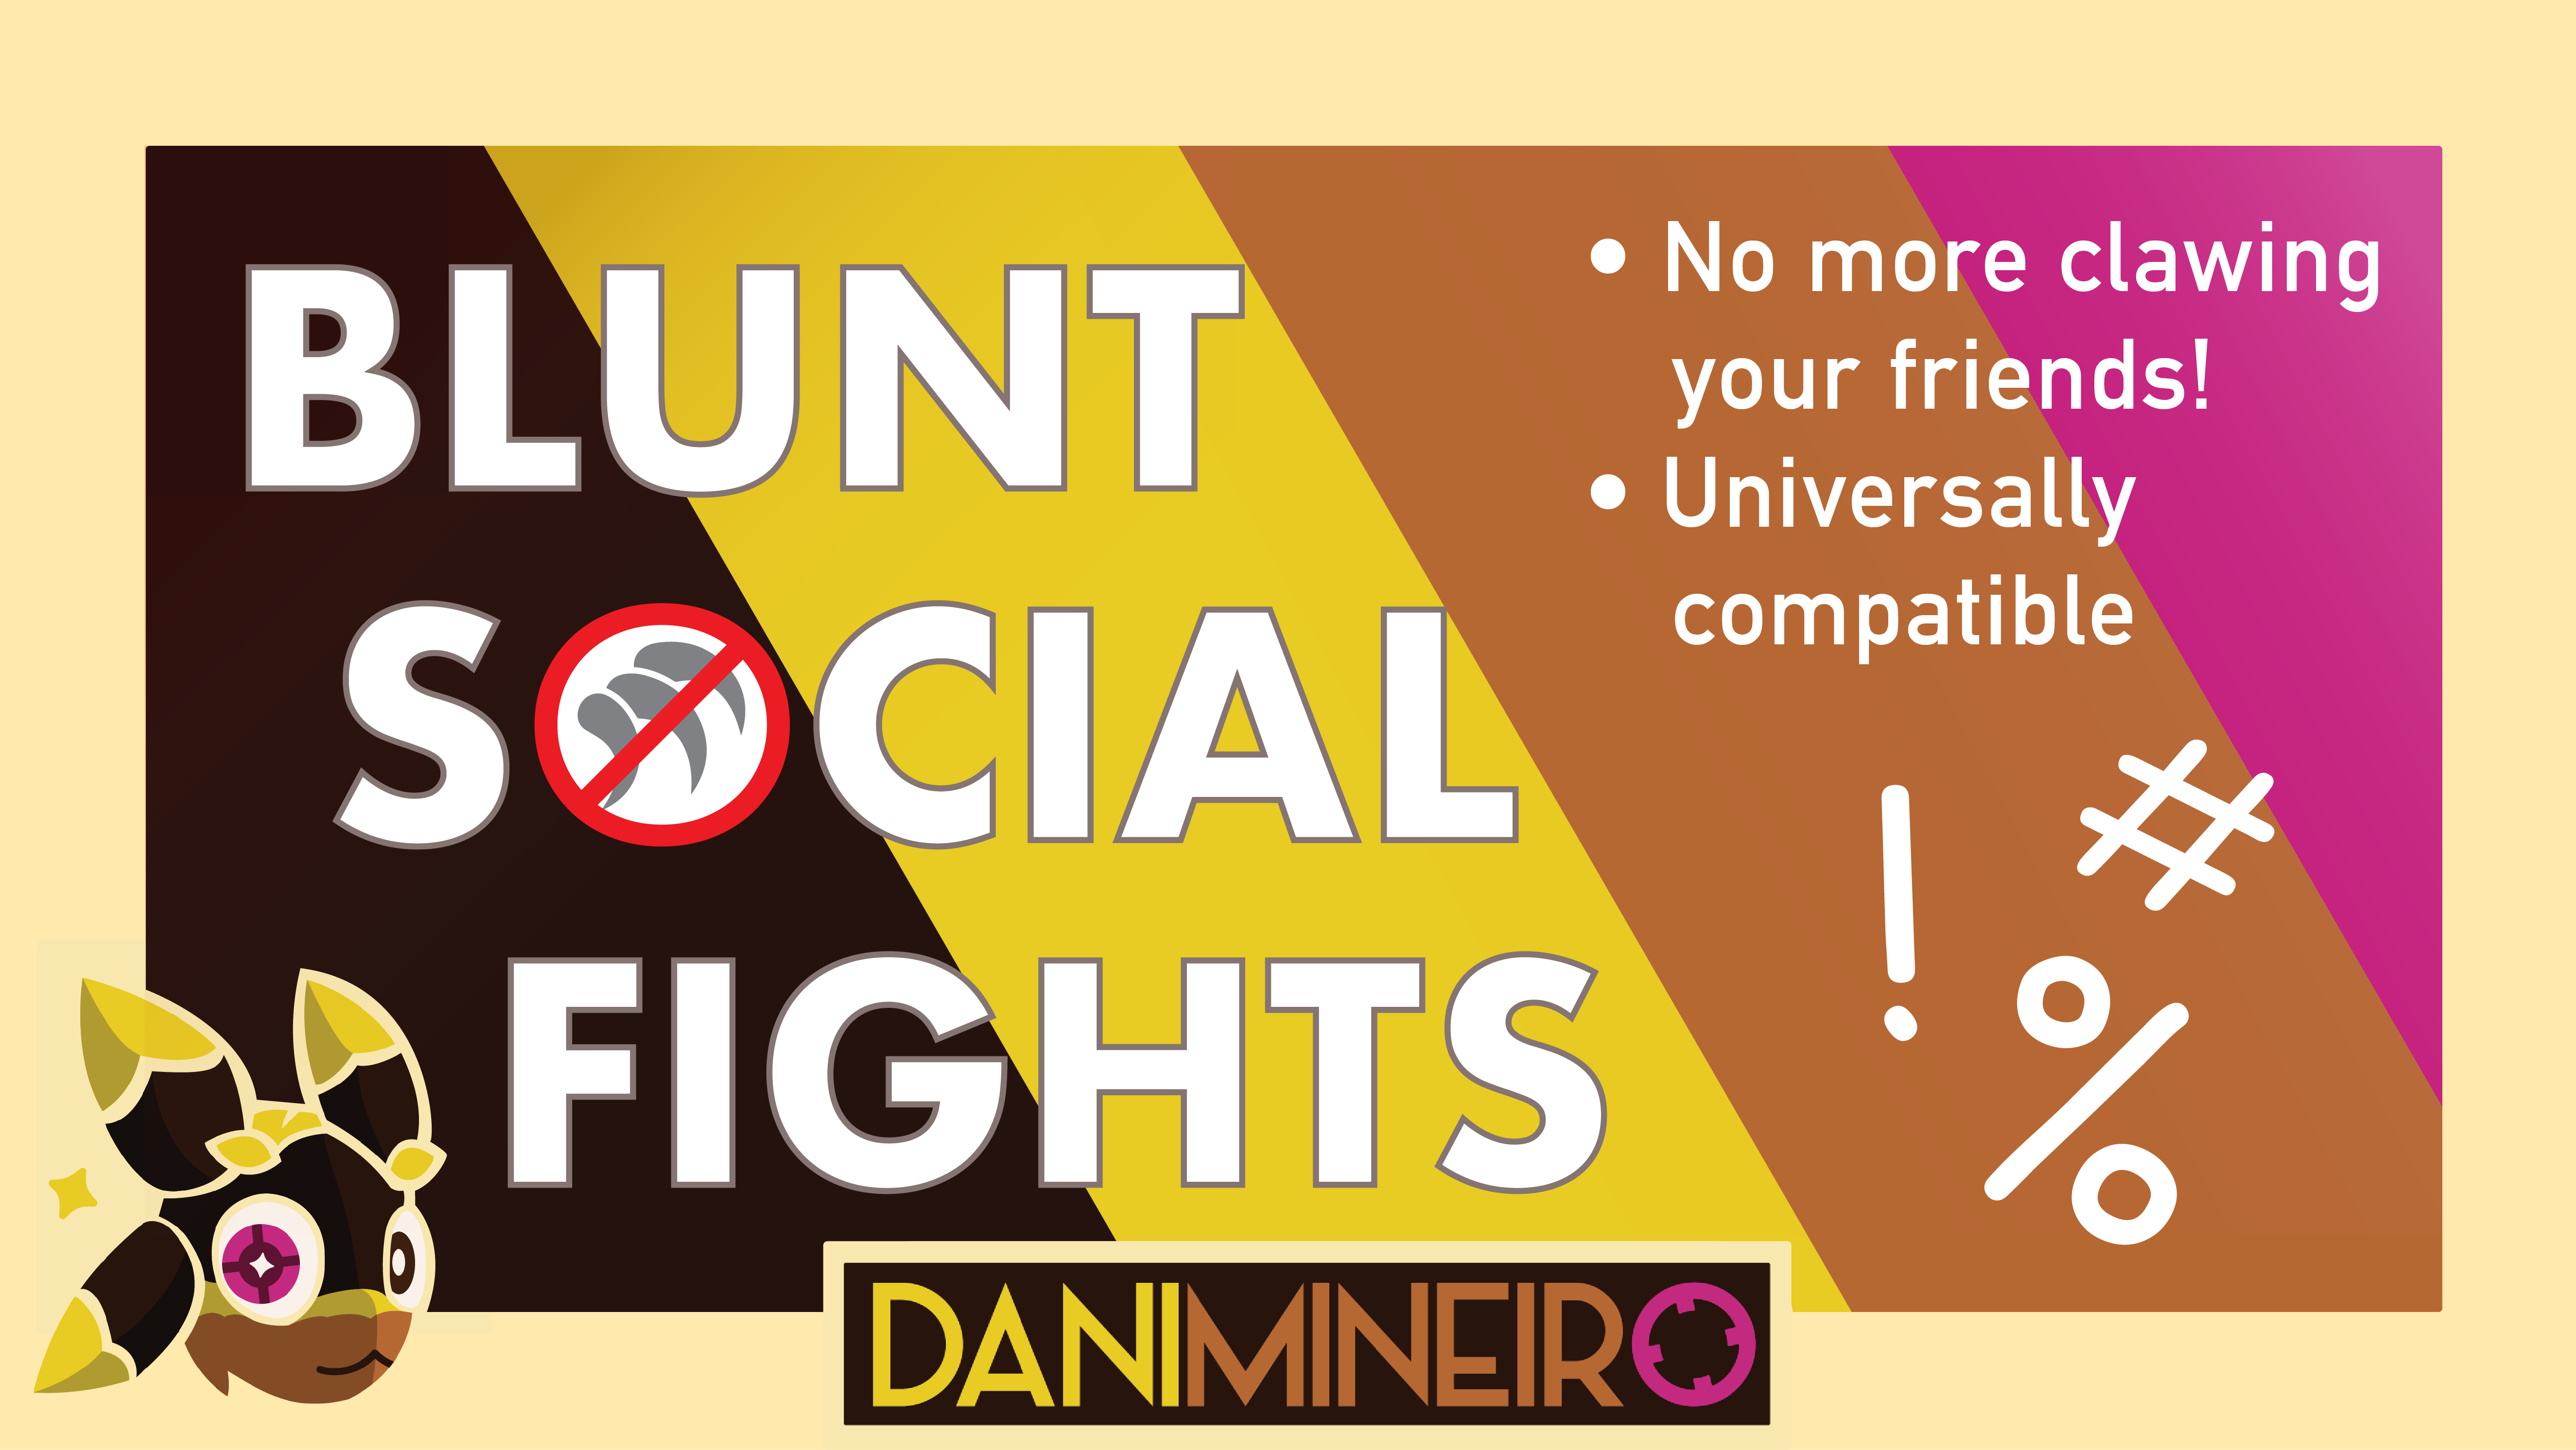 BLUNT
SOCIAL
FIGHTS
• No more clawing
your friends!
• Universally
compatible
! # %
DANIMINEIRO